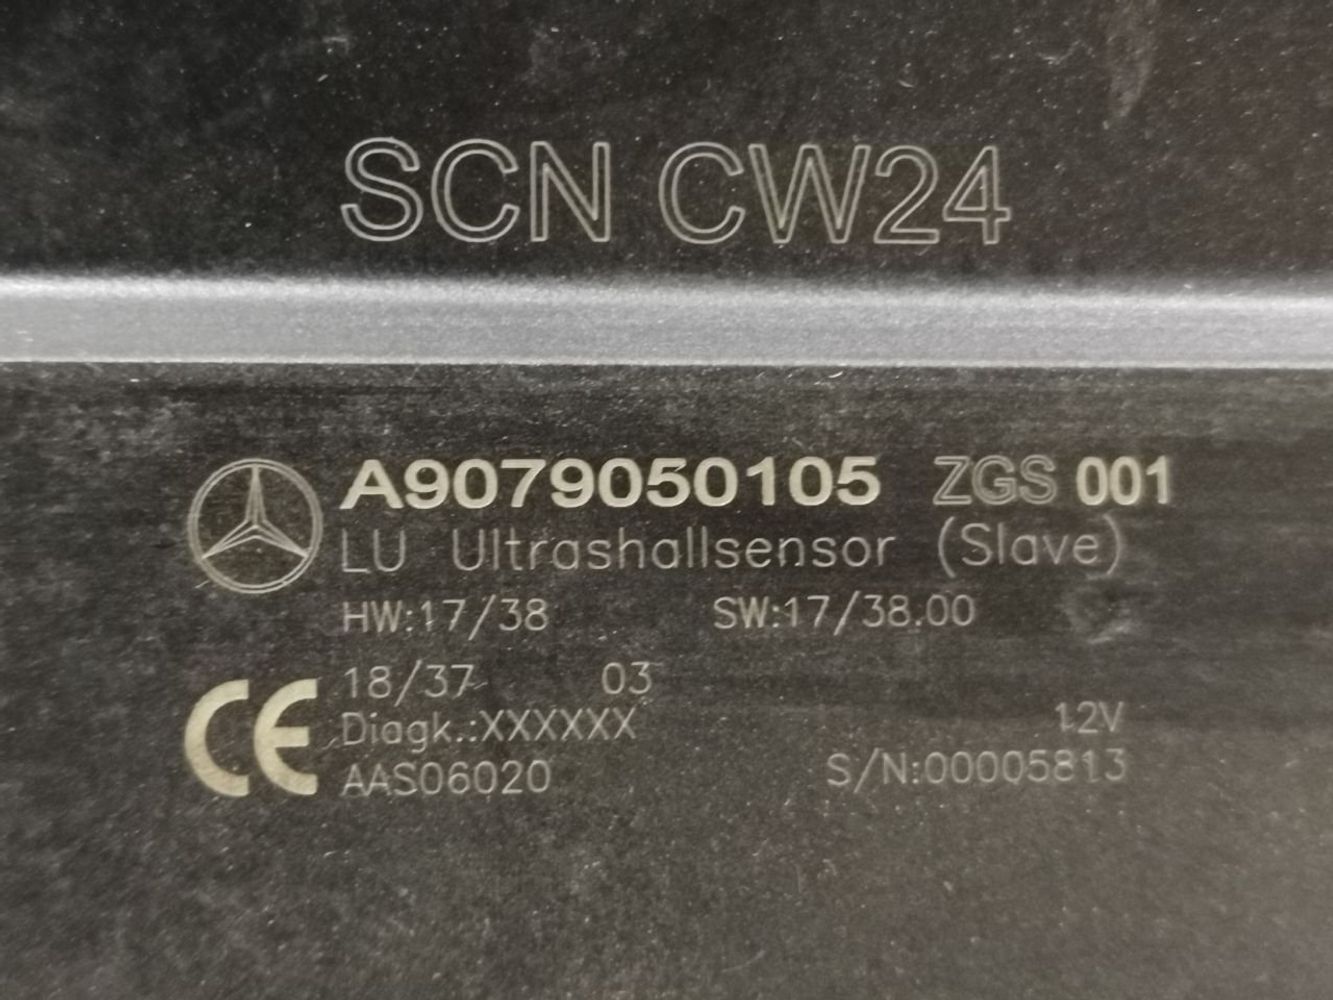 SCN CW24
A9079050105 ZGS 001
LU Ultrashallsensor (Slave)
HW:17/38 SW:17/38.00
18/37 03
Diagk.:XXXXXX 12V
CE AAS06020 S/N:00005813